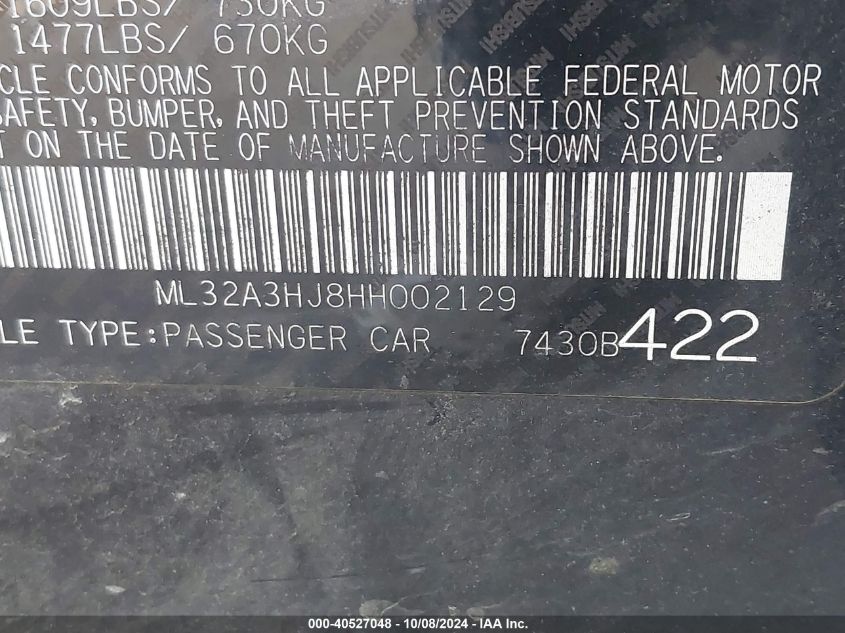 1609LBS/ 730KG
1477LBS/ 670KG
CLE CONFORMS TO ALL APPLICABLE FEDERAL MOTOR
SAFETY, BUMPER, AND THEFT PREVENTION STANDARDS
T ON THE DATE OF MANUFACTURE SHOWN ABOVE.
ML32A3HJ8HH002129
LE TYPE:PASSENGER CAR 7430B422
000-40527048 - 10/08/2024 - IAA Inc.